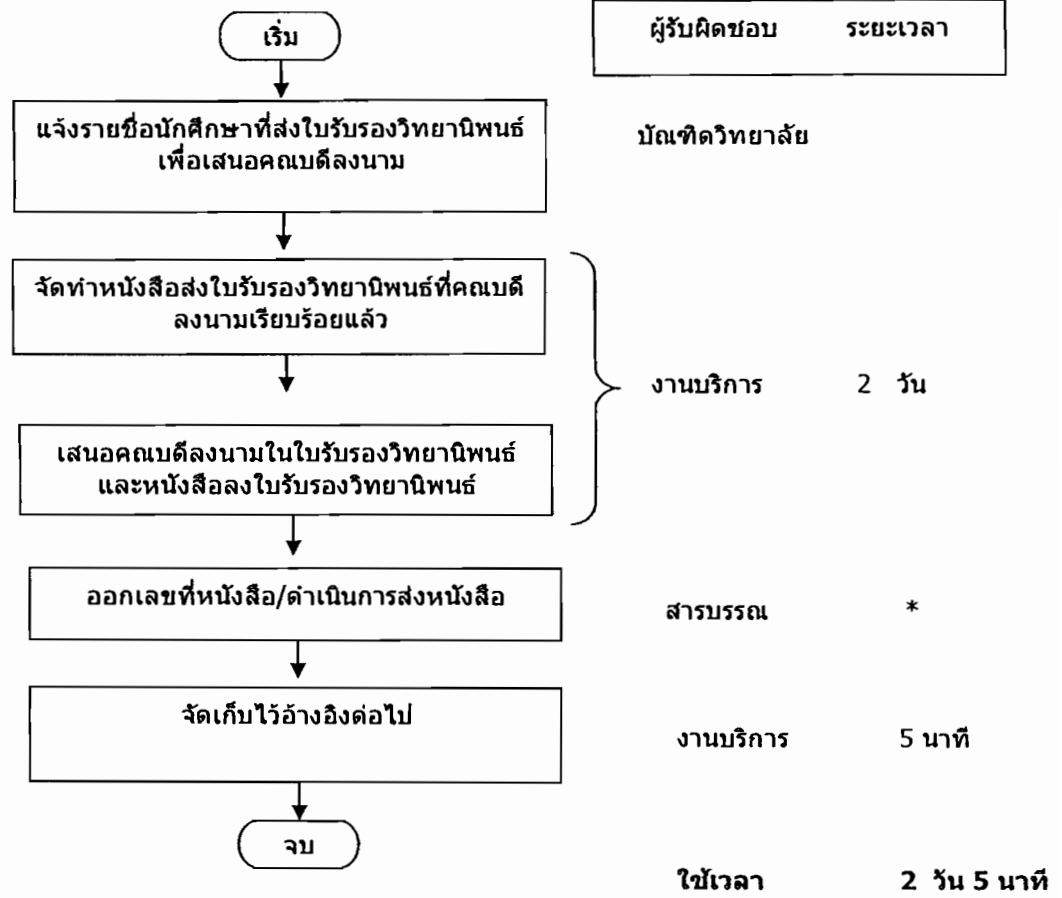 เริ่ม
ผู้รับผิดชอบ ระยะเวลา
แจ้งรายชื่อนักศึกษาที่ส่งใบรับรองวิทยานิพนธ์
เพื่อเสนอคณบดีลงนาม
บัณฑิตวิทยาลัย
จัดทำหนังสือส่งใบรับรองวิทยานิพนธ์ที่คณบดี
ลงนามเรียบร้อยแล้ว
งานบริการ 2 วัน
เสนอคณบดีลงนามในใบรับรองวิทยานิพนธ์
และหนังสือลงใบรับรองวิทยานิพนธ์
ออกเลขที่หนังสือ/ดำเนินการส่งหนังสือ
สารบรรณ *
จัดเก็บไว้อ้างอิงต่อไป
งานบริการ 5 นาที
จบ
ใช้เวลา 2 วัน 5 นาที